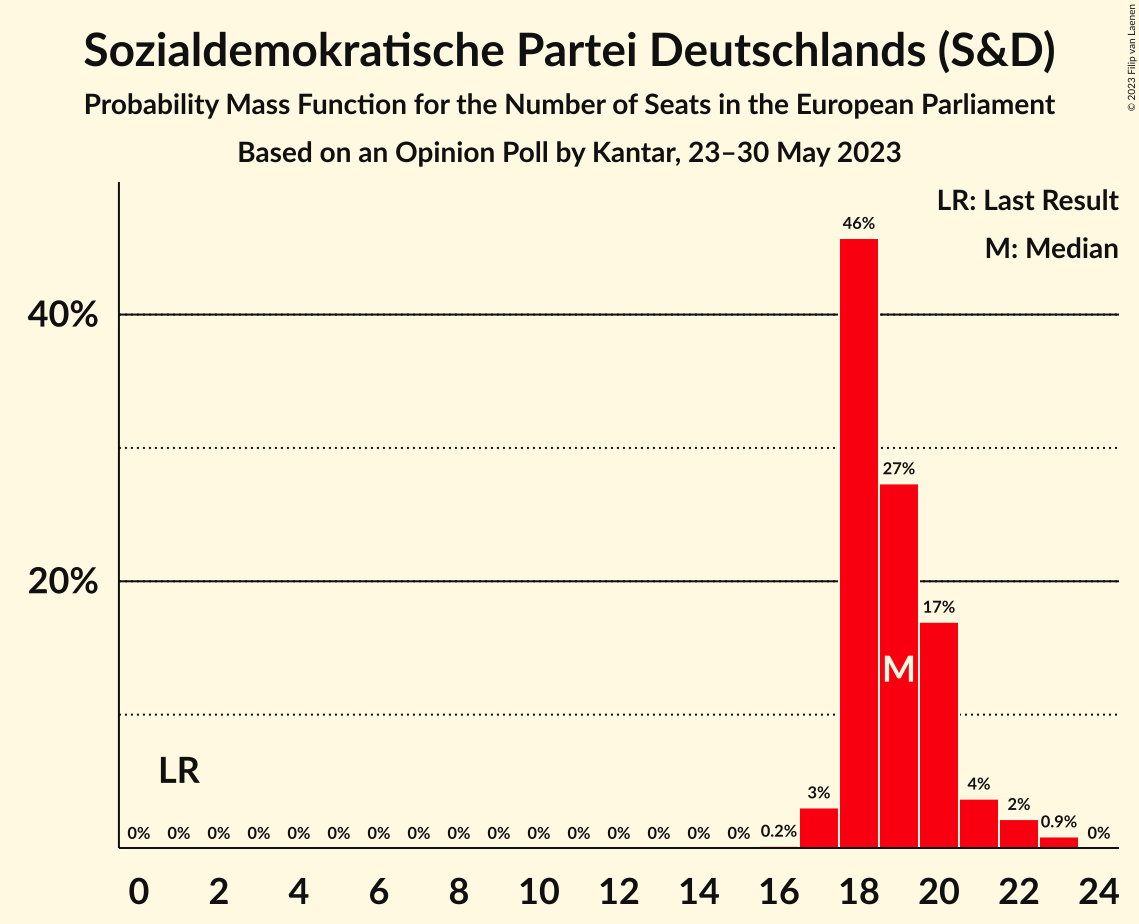 Sozialdemokratische Partei Deutschlands (S&D)
Probability Mass Function for the Number of Seats in the European Parliament
Based on an Opinion Poll by Kantar, 23–30 May 2023
© 2023 Filip van Laenen
LR: Last Result
M: Median
46%
40%
27%
20%
17%
M
LR
4%
3%
2%
0% 0% 0% 0% 0% 0% 0% 0% 0% 0% 0% 0% 0% 0% 0% 0% 0.2% 0.9% 0%
0 2 4 6 8 10 12 14 16 18 20 22 24